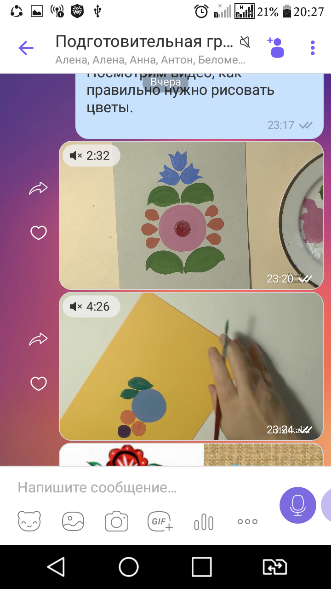 21% 20:27
Подготовительная гр...
Алена, Алена, Анна, Антон, Беломе...
Посмотрим видео, как
Вчера
правильно нужно рисовать
цветы.
23:17
2:32
23:20
4:26
23:24
Напишите сообщение...
GIF